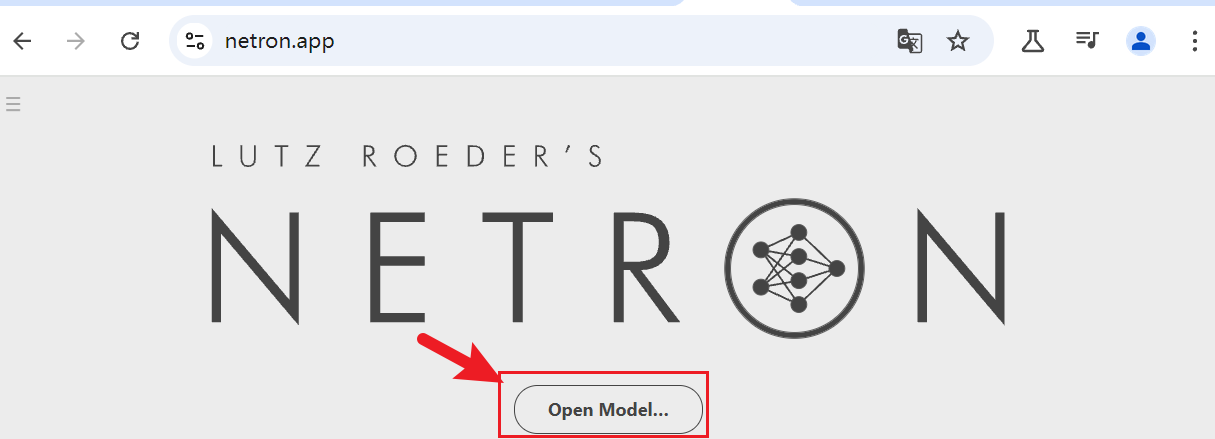 netron.app
LUTZ ROEDER'S
NETRON
Open Model...